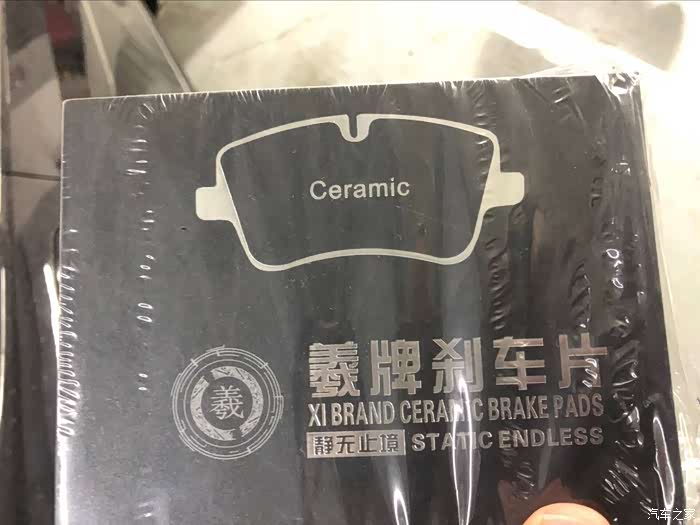 Ceramic
羲牌刹车片
羲
XI BRAND CERAMIC BRAKE PADS
静无止境 STATIC ENDLESS
汽车之家